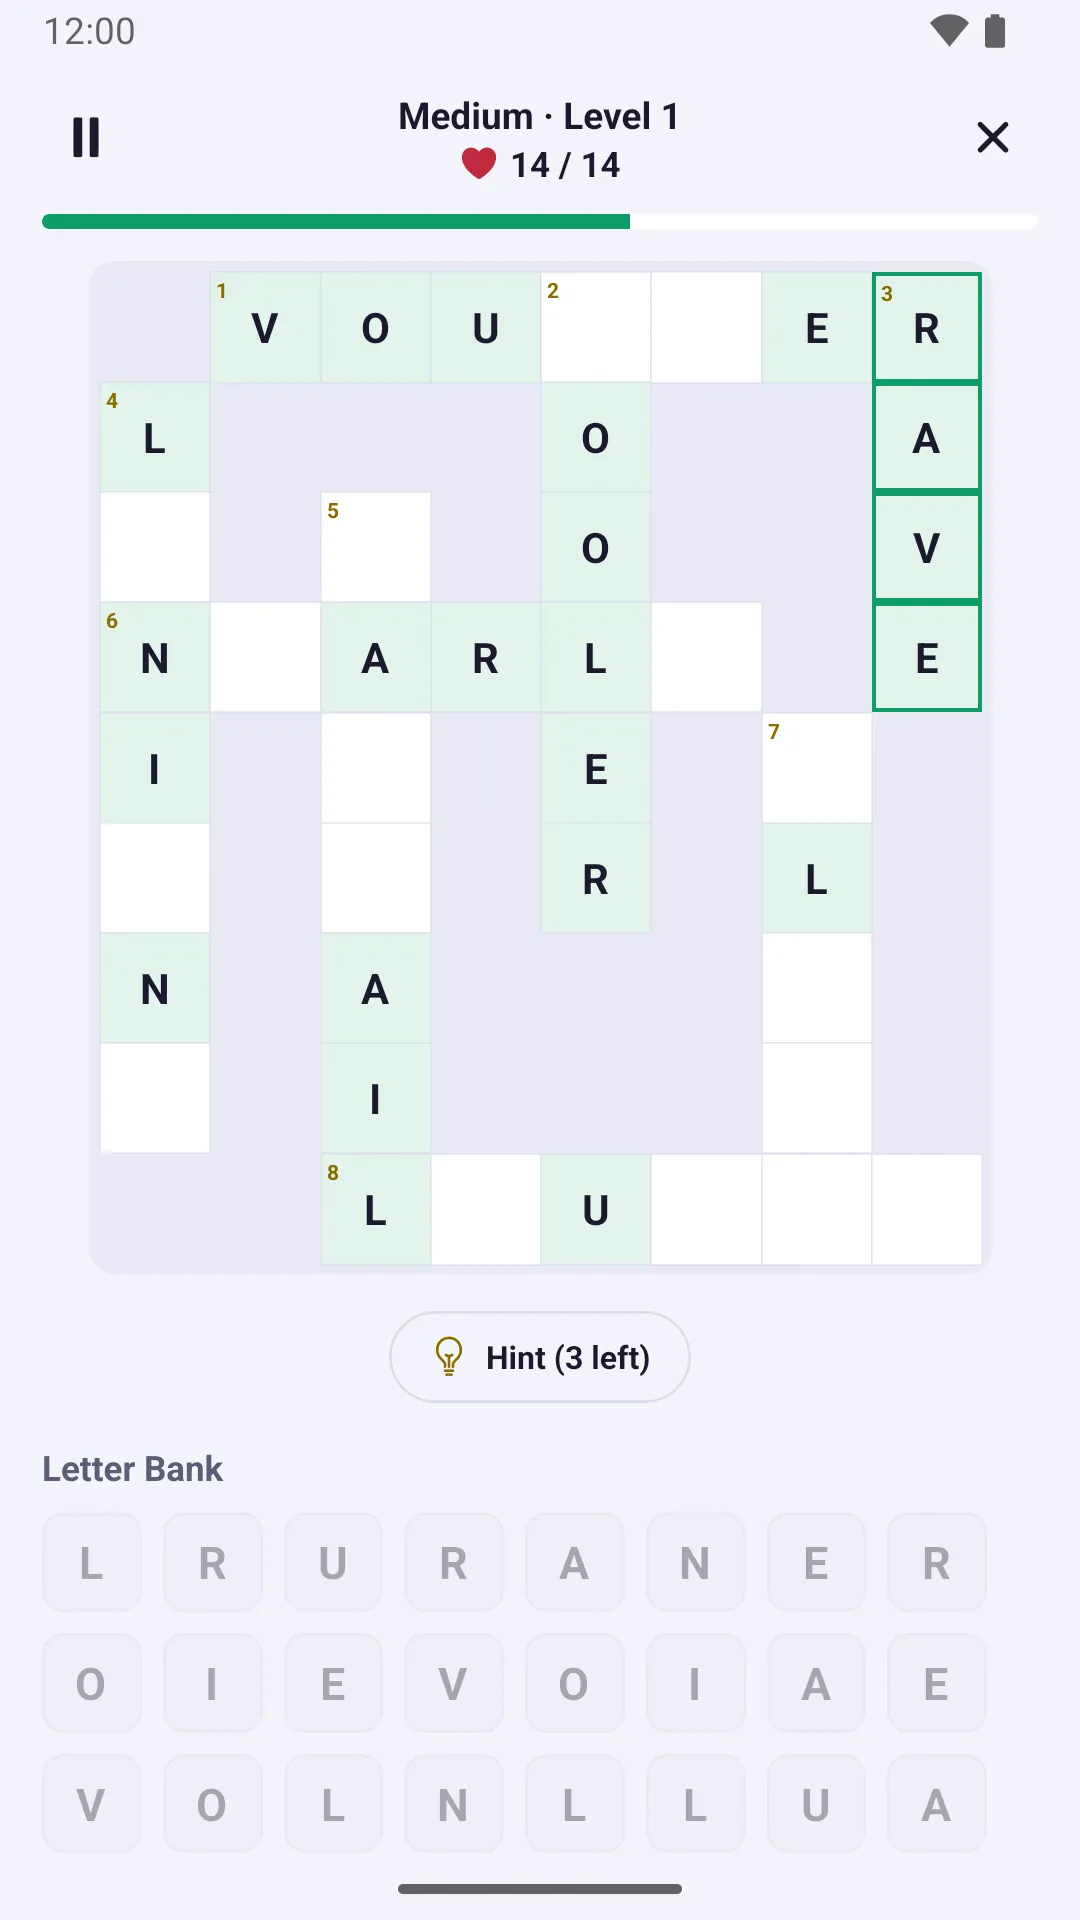 12:00
Medium · Level 1
14 / 14
1 V O U 2 E 3 R
4 L O A
5 O V
6 N A R L E
I E 7
R L
N A
I
8 L U
Hint (3 left)
Letter Bank
L R U R A N E R
O I E V O I A E
V O L N L L U A